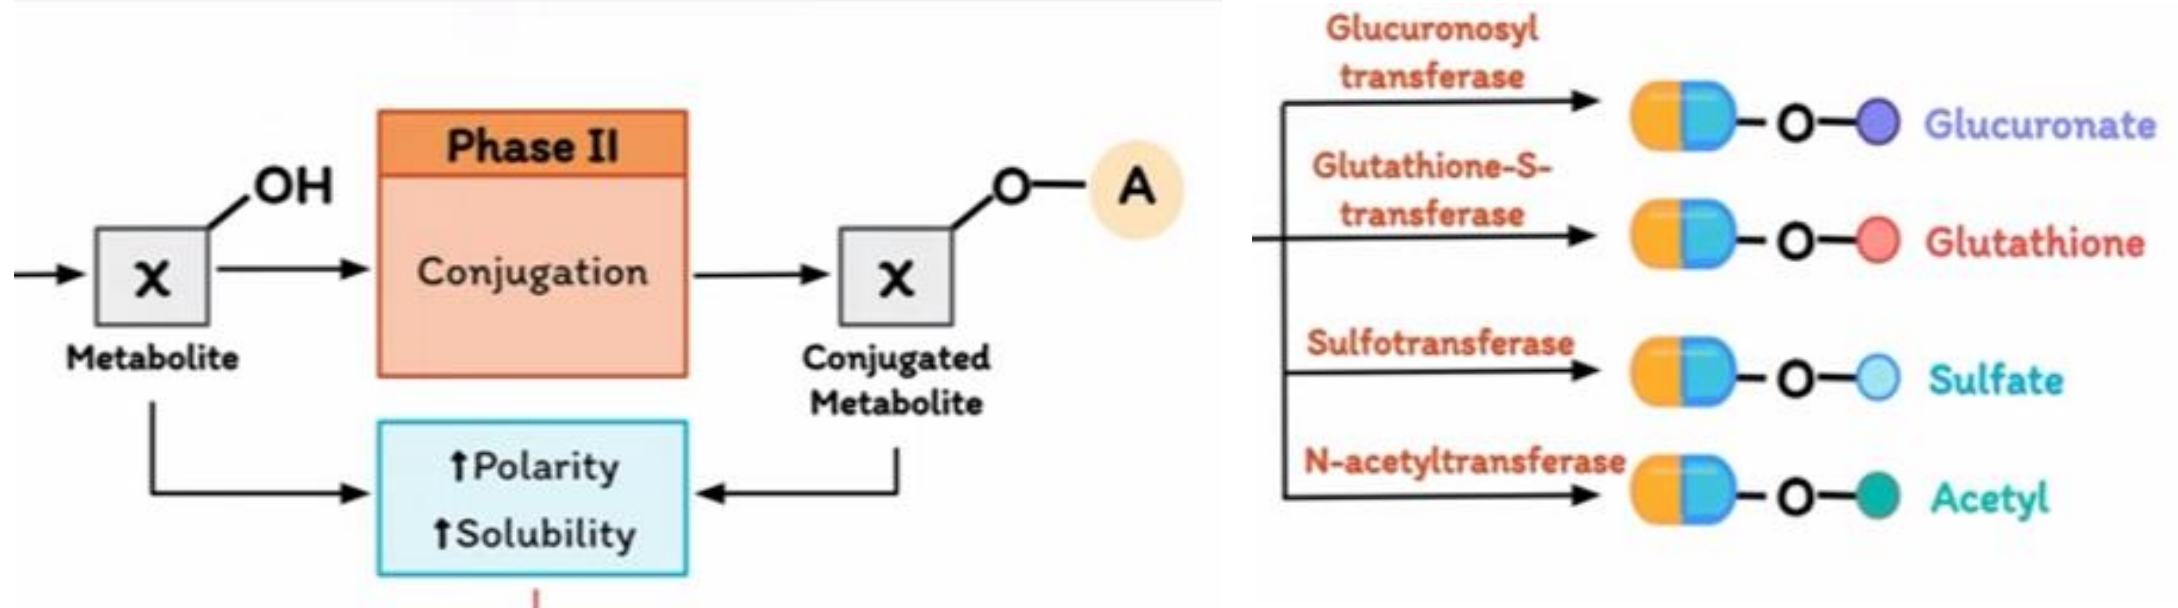 OH
X
Metabolite
Phase II
Conjugation
O
A
X
Conjugated
Metabolite
↑Polarity
↑Solubility
Glucuronosyl
transferase
O
Glucuronate
Glutathione-S-
transferase
O
Glutathione
Sulfotransferase
O
Sulfate
N-acetyltransferase
O
Acetyl